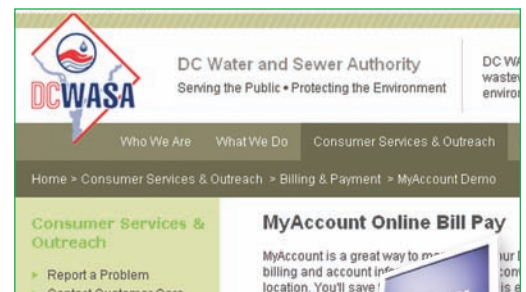 DCWASA
DC Water and Sewer Authority
Serving the Public • Protecting the Environment
DC
Who We Are What We Do Consumer Services & Outreach
Home > Consumer Services & Outreach > Billing & Payment > MyAccount Demo
Consumer Services &
Outreach
Report a Problem
MyAccount Online Bill Pay
MyAccount is a great way to
billing and account
location. You'll save